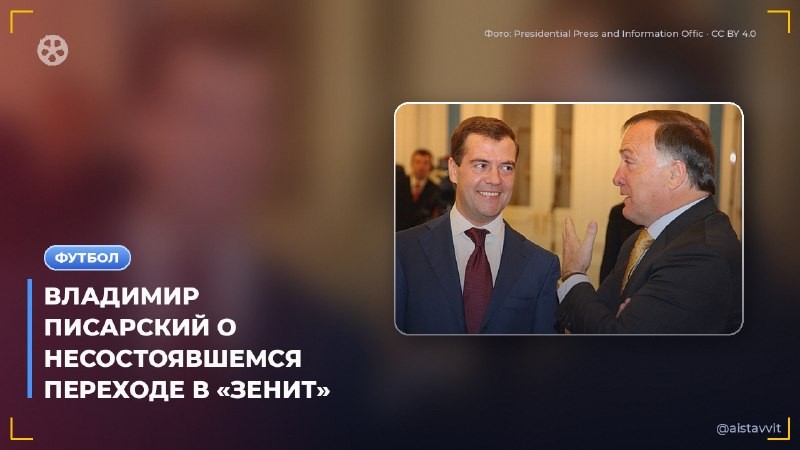 Фото: Presidential Press and Information Offic · CC BY 4.0
ФУТБОЛ
ВЛАДИМИР
ПИСАРСКИЙ О
НЕСОСТОЯВШЕМСЯ
ПЕРЕХОДЕ В «ЗЕНИТ»
@aistavvit